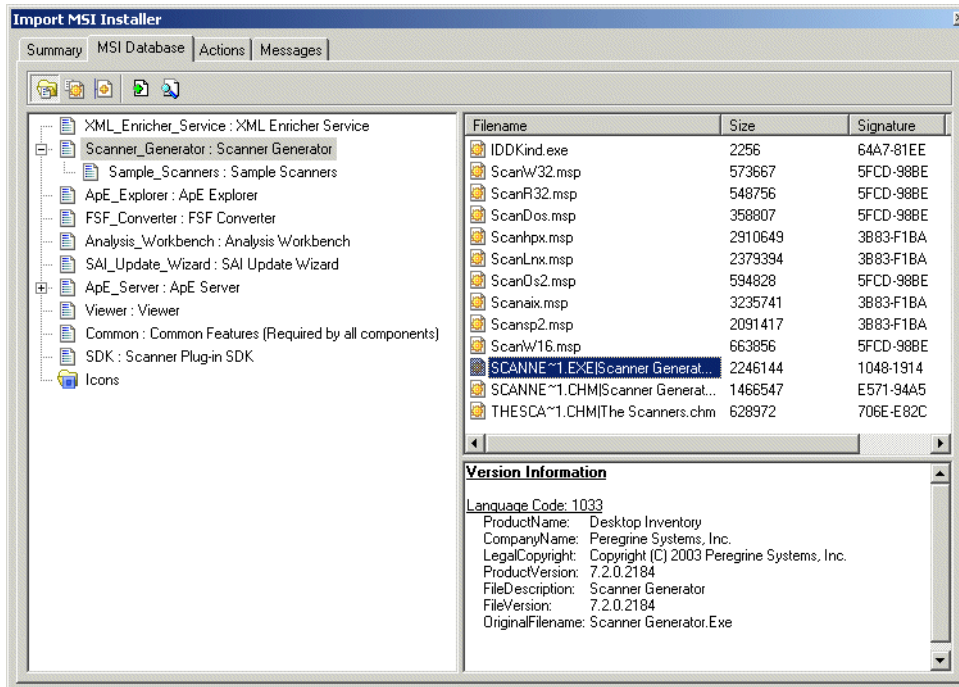 Import MSI Installer
Summary MSI Database Actions Messages
XML_Enricher_Service : XML Enricher Service
Scanner_Generator : Scanner Generator
Sample_Scanners : Sample Scanners
ApE_Explorer : ApE Explorer
FSF_Converter : FSF Converter
Analysis_Workbench : Analysis Workbench
SAI_Update_Wizard : SAI Update Wizard
ApE_Server : ApE Server
Viewer : Viewer
Common : Common Features (Required by all components)
SDK : Scanner Plug-in SDK
Icons
Filename Size Signature
IDDKind.exe 2256 64A7-81EE
ScanW32.msp 573667 5FCD-98BE
ScanR32.msp 548756 5FCD-98BE
ScanDos.msp 358807 5FCD-98BE
Scanhpx.msp 2910649 3B83-F1BA
ScanLnx.msp 2379394 3B83-F1BA
ScanOs2.msp 594828 5FCD-98BE
Scanaix.msp 3235741 3B83-F1BA
Scansp2.msp 2091417 3B83-F1BA
ScanW16.msp 663856 5FCD-98BE
SCANNE~1.EXE|Scanner Generat... 2246144 1048-1914
SCANNE~1.CHM|Scanner Generat... 1466547 E571-94A5
THESCA~1.CHM|The Scanners.chm 628972 706E-E82C
Version Information
Language Code: 1033
ProductName: Desktop Inventory
CompanyName: Peregrine Systems, Inc.
LegalCopyright: Copyright (C) 2003 Peregrine Systems, Inc.
ProductVersion: 7.2.0.2184
FileDescription: Scanner Generator
FileVersion: 7.2.0.2184
OriginalFilename: Scanner Generator.Exe